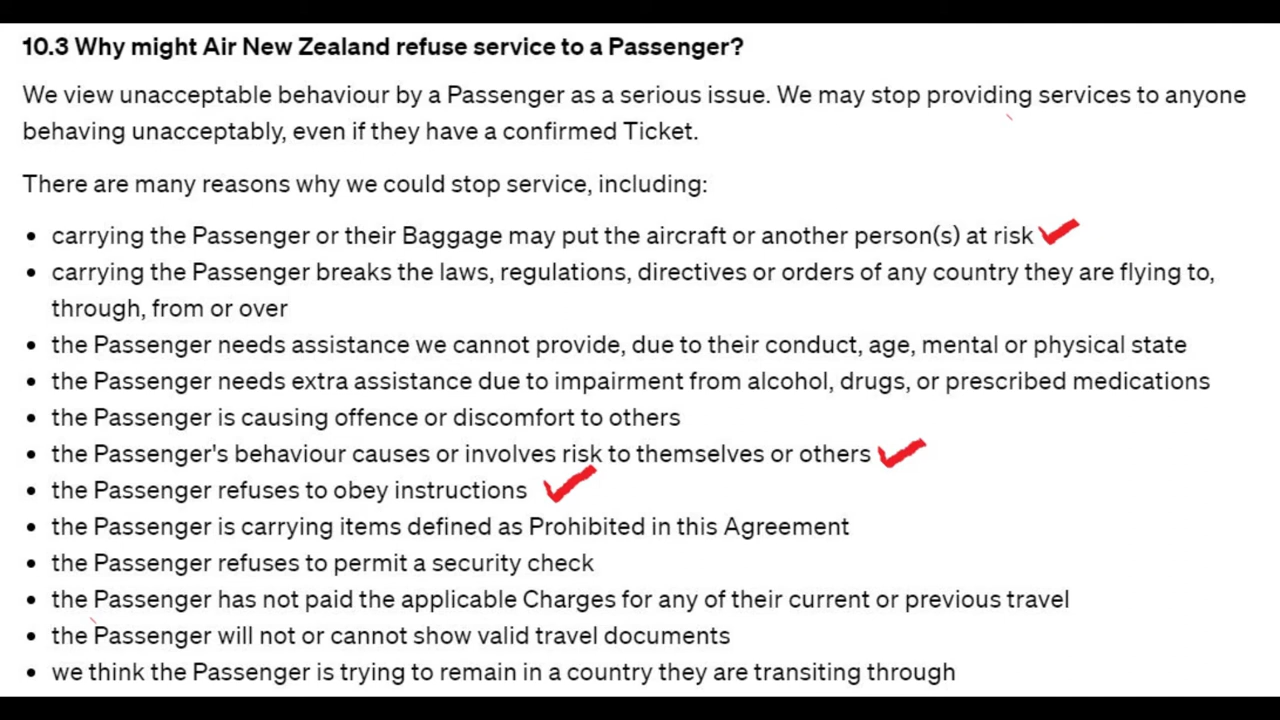 10.3 Why might Air New Zealand refuse service to a Passenger?
We view unacceptable behaviour by a Passenger as a serious issue. We may stop providing services to anyone
behaving unacceptably, even if they have a confirmed Ticket.
There are many reasons why we could stop service, including:
• carrying the Passenger or their Baggage may put the aircraft or another person(s) at risk
• carrying the Passenger breaks the laws, regulations, directives or orders of any country they are flying to,
through, from or over
• the Passenger needs assistance we cannot provide, due to their conduct, age, mental or physical state
• the Passenger needs extra assistance due to impairment from alcohol, drugs, or prescribed medications
• the Passenger is causing offence or discomfort to others
• the Passenger's behaviour causes or involves risk to themselves or others
• the Passenger refuses to obey instructions
• the Passenger is carrying items defined as Prohibited in this Agreement
• the Passenger refuses to permit a security check
• the Passenger has not paid the applicable Charges for any of their current or previous travel
• the Passenger will not or cannot show valid travel documents
• we think the Passenger is trying to remain in a country they are transiting through